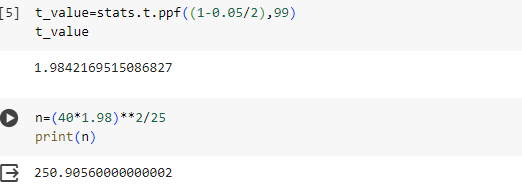 [5] t_value=stats.t.ppf((1-0.05/2),99)
t_value
1.9842169515086827
n=(40*1.98)**2/25
print(n)
250.90560000000002